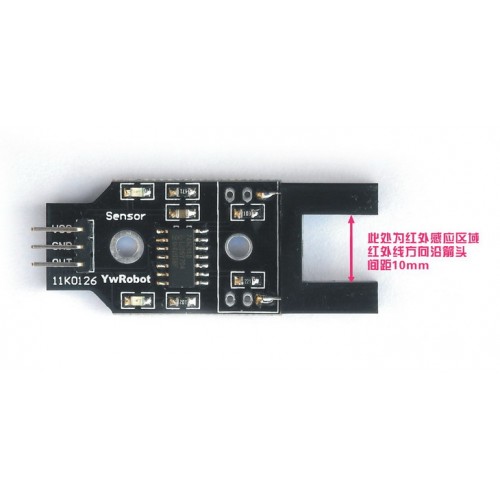 VCC
GND
OUT
Sensor
11K0126 YwRobot
此处为红外感应区域
红外线方向沿箭头
间距10mm